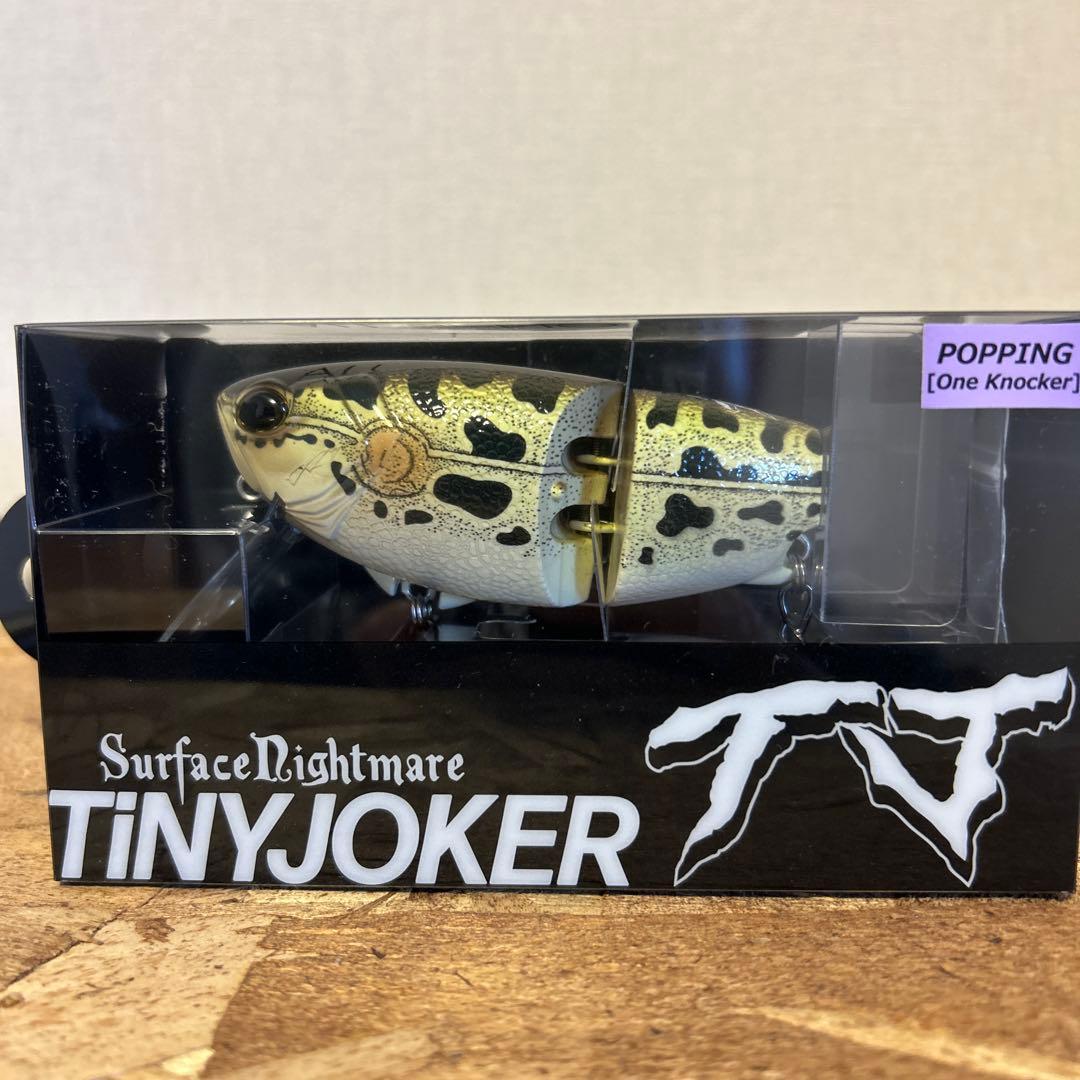 POPPING
[One Knocker]
SurfaceNightmare
TiNYJOKER
TJ